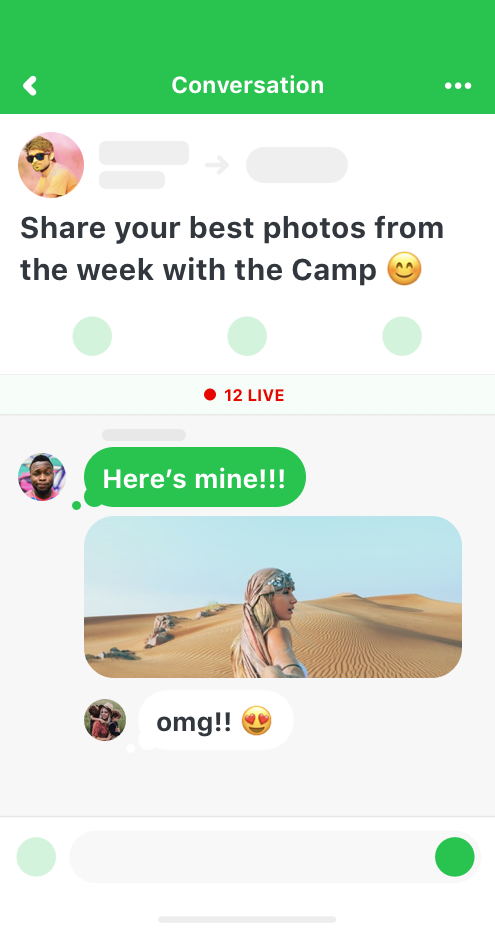 Conversation
Share your best photos from
the week with the Camp 😊
12 LIVE
Here’s mine!!!
omg!! 😍